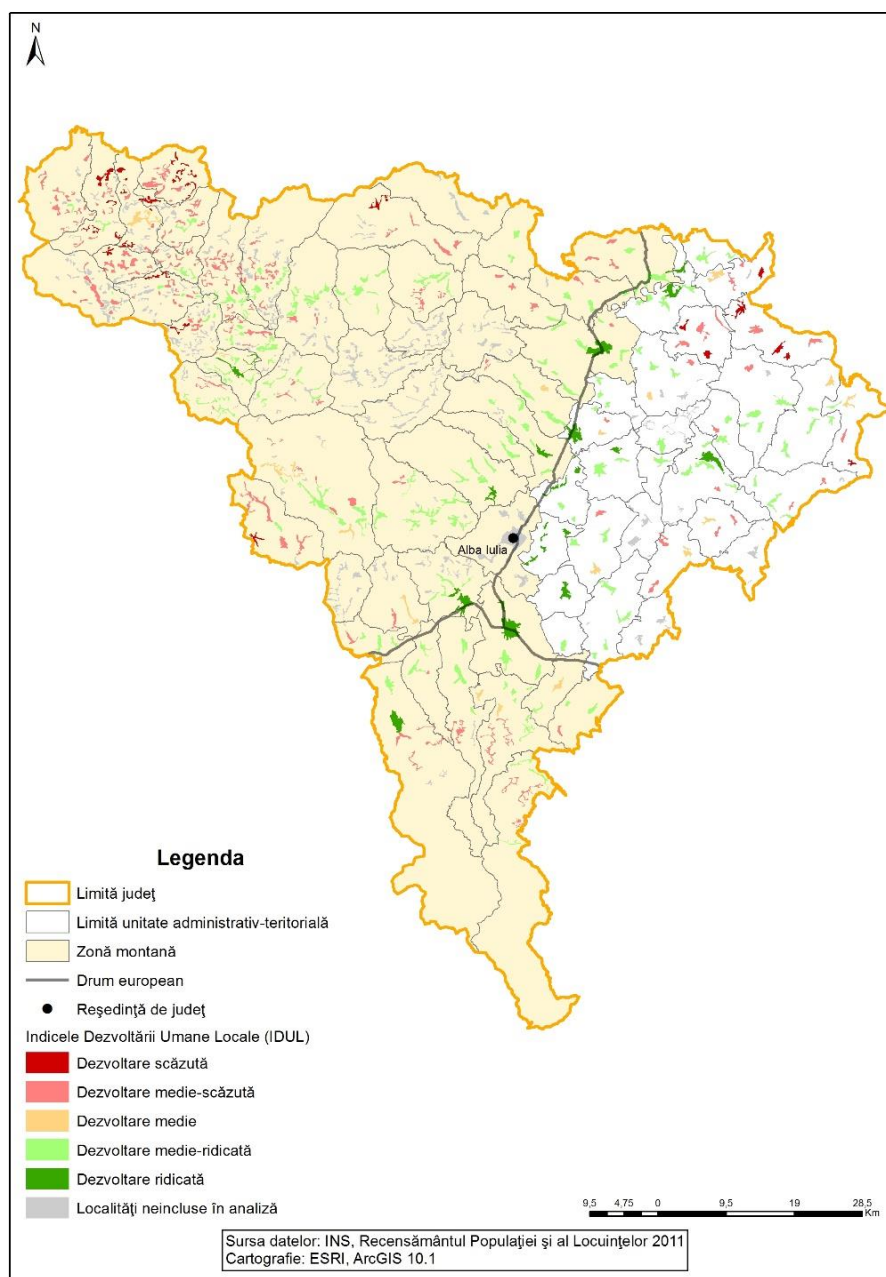 N
Alba Iulia
Legenda
Limită judeţ
Limită unitate administrativ-teritorială
Zonă montană
Drum european
Reşedinţă de judeţ
Indicele Dezvoltării Umane Locale (IDUL)
Dezvoltare scăzută
Dezvoltare medie-scăzută
Dezvoltare medie
Dezvoltare medie-ridicată
Dezvoltare ridicată
Localităţi neincluse în analiză
9,5 4,75 0 9,5 19 28,5
Km
Sursa datelor: INS, Recensământul Populaţiei şi al Locuinţelor 2011
Cartografie: ESRI, ArcGIS 10.1